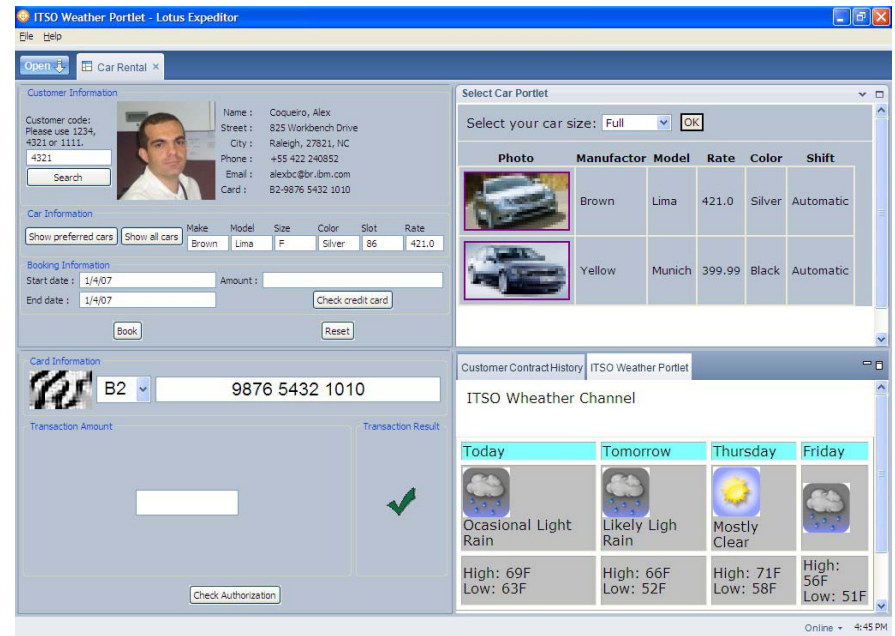 ITSO Weather Portlet - Lotus Expeditor
File Help
Open
Car Rental ×
Customer Information
Customer code:
Please use 1234,
4321 or 1111.
4321
Search
Name : Coqueiro, Alex
Street : 825 Workbench Drive
City : Raleigh, 27821, NC
Phone : +55 422 240852
Email : alexbc@br.ibm.com
Card : B2-9876 5432 1010
Car Information
Show preferred cars Show all cars
Make Model Size Color Slot Rate
Brown Lima F Silver 86 421.0
Booking Information
Start date : 1/4/07 Amount :
End date : 1/4/07 Check credit card
Book Reset
Select Car Portlet
Select your car size: Full OK
Photo Manufactor Model Rate Color Shift
Brown Lima 421.0 Silver Automatic
Yellow Munich 399.99 Black Automatic
Card Information
B2 9876 5432 1010
Transaction Amount Transaction Result
Check Authorization
Customer Contract History ITSO Weather Portlet
ITSO Wheather Channel
Today Tomorrow Thursday Friday
Ocasional Light
Rain
Likely Ligh
Rain
Mostly
Clear
High: 69F
Low: 63F
High: 66F
Low: 52F
High: 71F
Low: 58F
High:
56F
Low: 51F
Online 4:45 PM